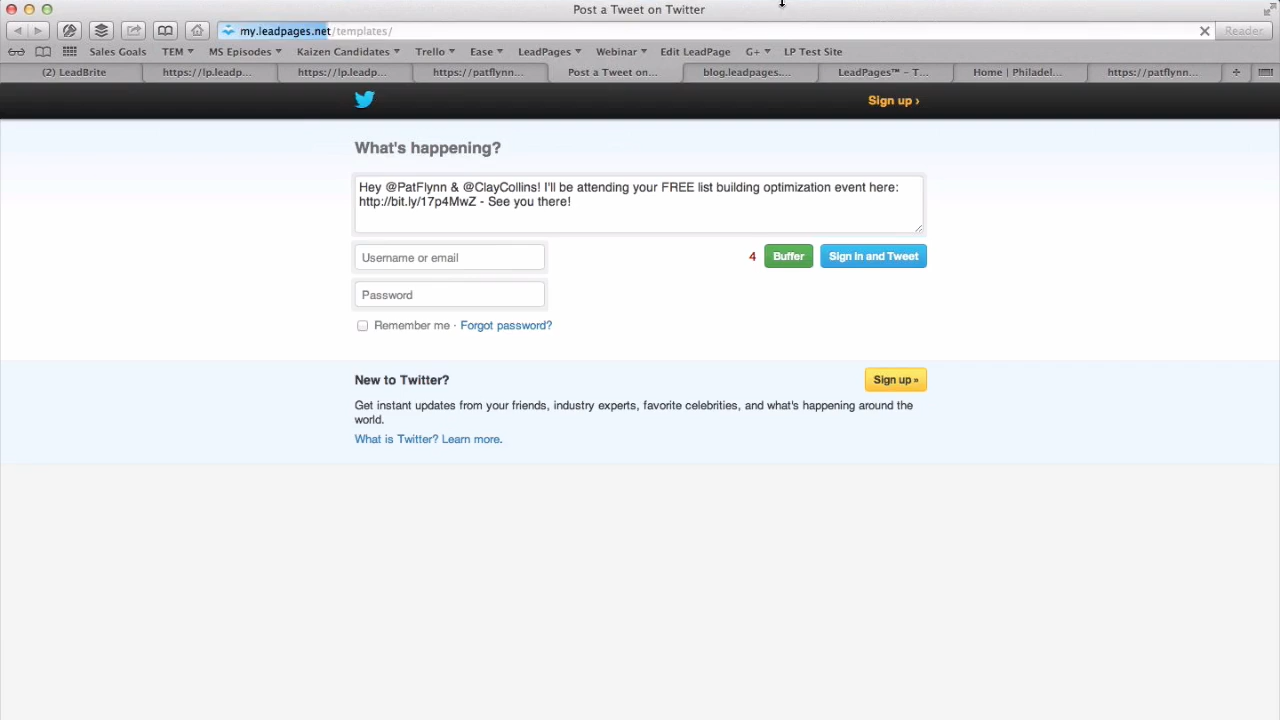 Post a Tweet on Twitter
my.leadpages.net/templates/
Reader
Sales Goals TEM MS Episodes Kaizen Candidates Trello Ease LeadPages Webinar Edit LeadPage G+ LP Test Site
(2) LeadBrite https://lp.leadp... https://lp.leadp... https://patflynn... Post a Tweet on... blog.leadpages.... LeadPages™ – T... Home | Philadel... https://patflynn...
Sign up ›
What's happening?
Hey @PatFlynn & @ClayCollins! I'll be attending your FREE list building optimization event here:
http://bit.ly/17p4MwZ - See you there!
Username or email
4 Buffer Sign In and Tweet
Password
Remember me · Forgot password?
New to Twitter?
Sign up »
Get instant updates from your friends, industry experts, favorite celebrities, and what's happening around the
world.
What is Twitter? Learn more.